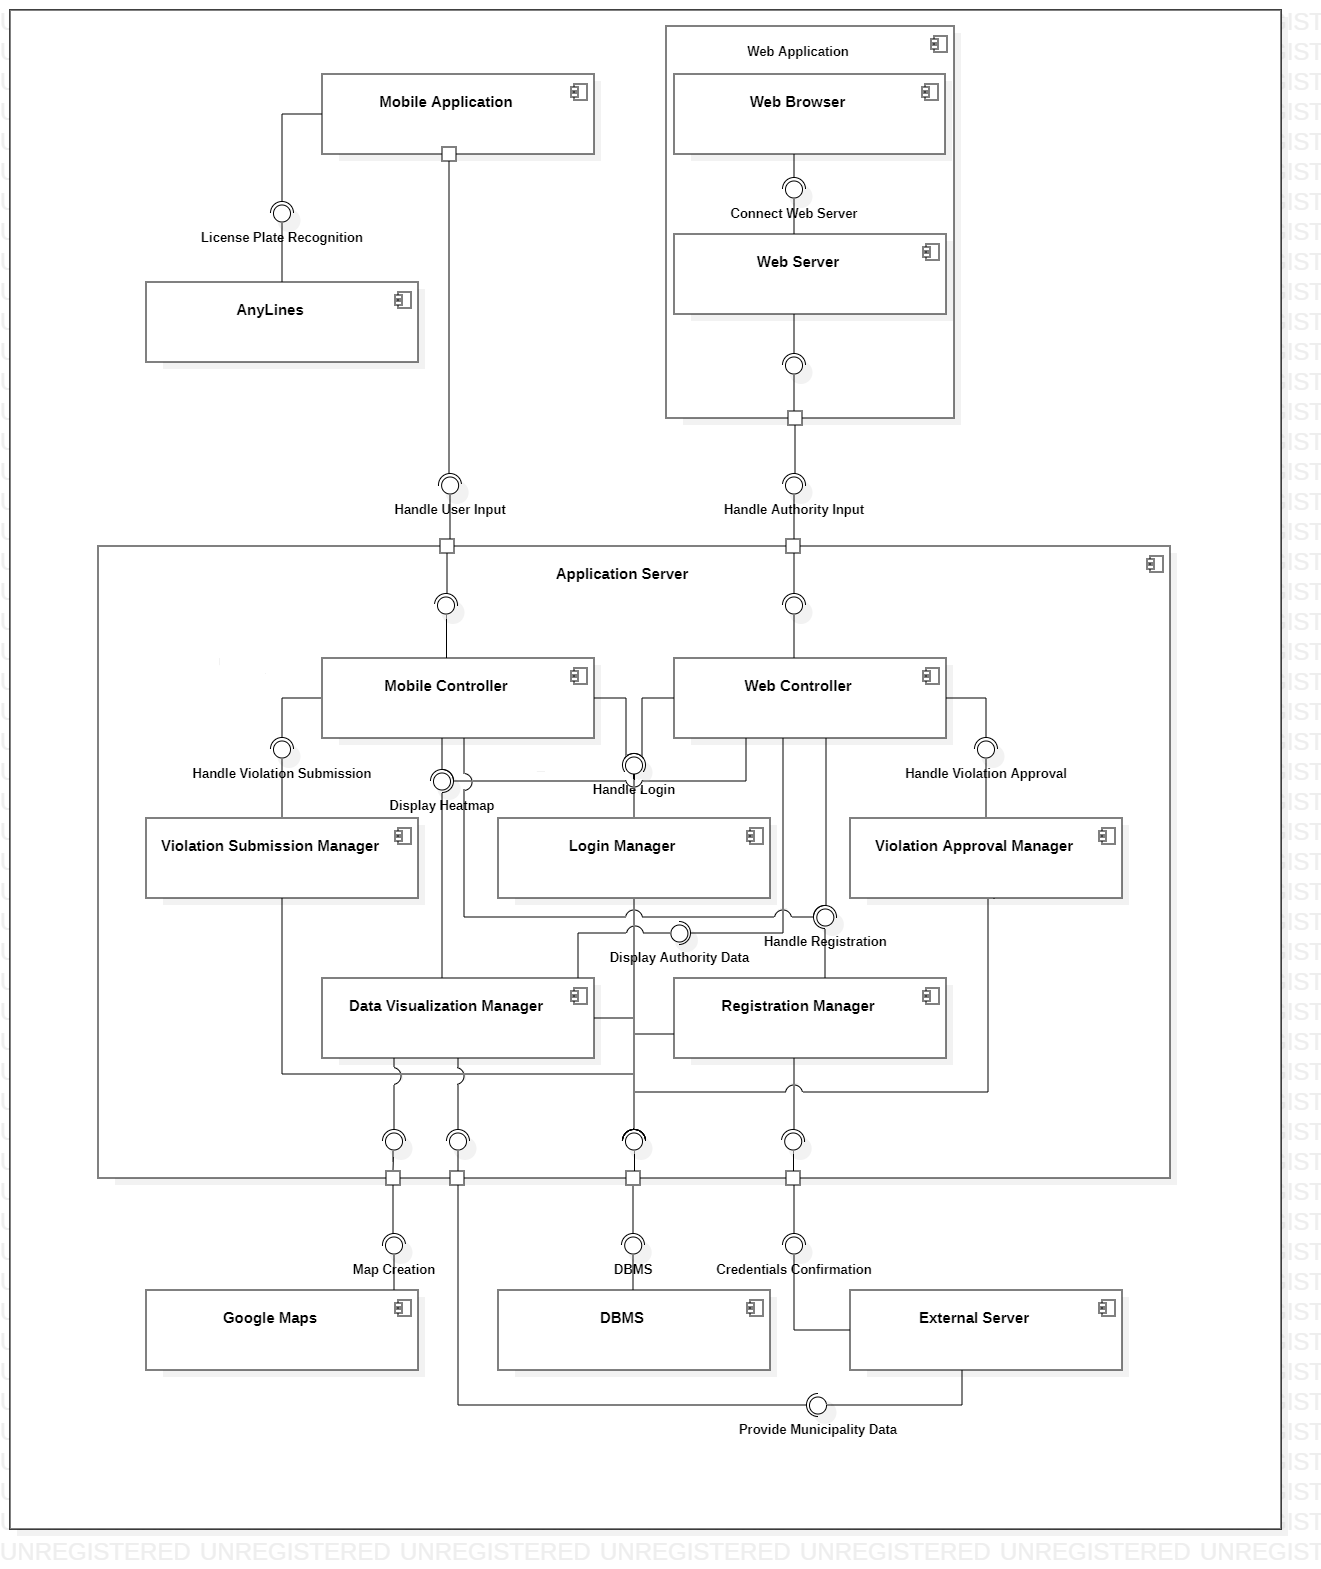 Web Application
Mobile Application
Web Browser
Connect Web Server
License Plate Recognition
Web Server
AnyLines
Handle User Input
Handle Authority Input
Application Server
Mobile Controller
Web Controller
Handle Violation Submission
Handle Violation Approval
Handle Login
Display Heatmap
Violation Submission Manager
Login Manager
Violation Approval Manager
Handle Registration
Display Authority Data
Data Visualization Manager
Registration Manager
Map Creation
DBMS
Credentials Confirmation
Google Maps
DBMS
External Server
Provide Municipality Data
UNREGISTERED UNREGISTERED UNREGISTERED UNREGISTERED UNREGISTERED UNREGISTERED UNREGIST